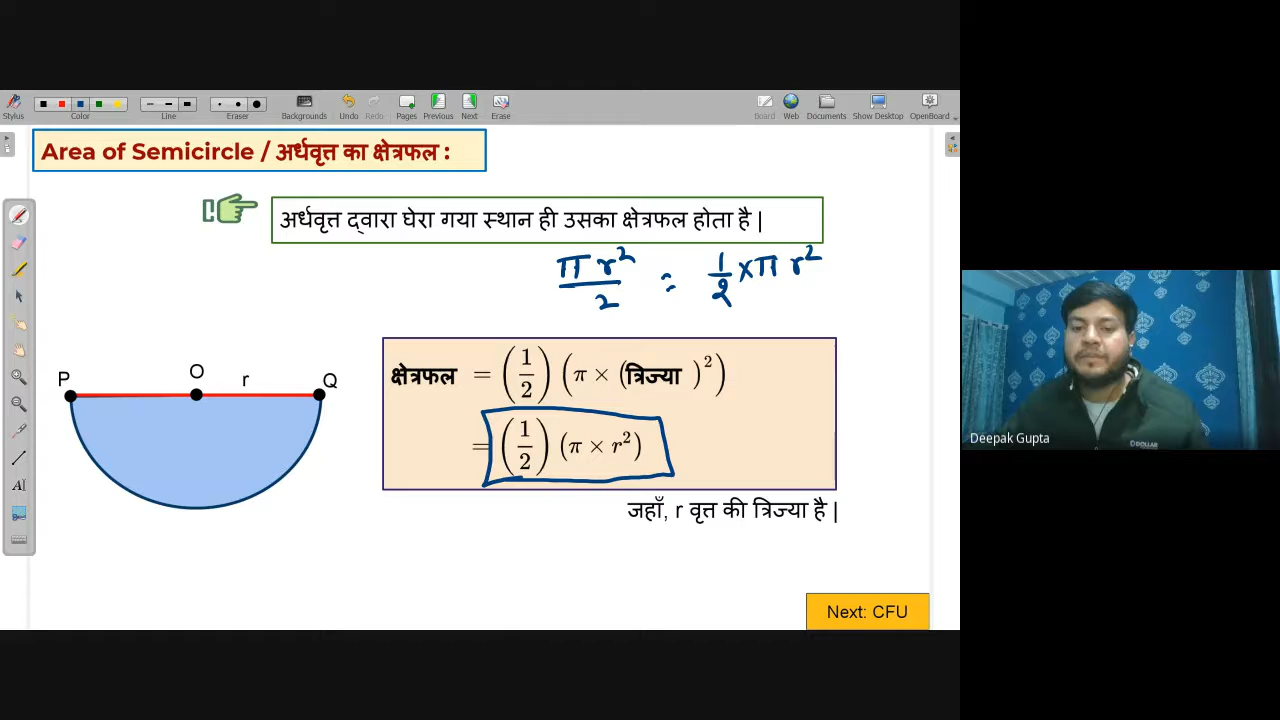 Stylus Color Line Eraser Backgrounds Undo Redo Pages Previous Next Erase Board Web Documents Show Desktop OpenBoard
Area of Semicircle / अर्धवृत्त का क्षेत्रफल :
अर्धवृत्त द्वारा घेरा गया स्थान ही उसका क्षेत्रफल होता है |
πr²/2 = 1/2 × πr²
P O r Q
क्षेत्रफल = (1/2) (π × (त्रिज्या )²)
= (1/2) (π × r²)
जहाँ, r वृत्त की त्रिज्या है |
Next: CFU
Deepak Gupta
DOLLAR